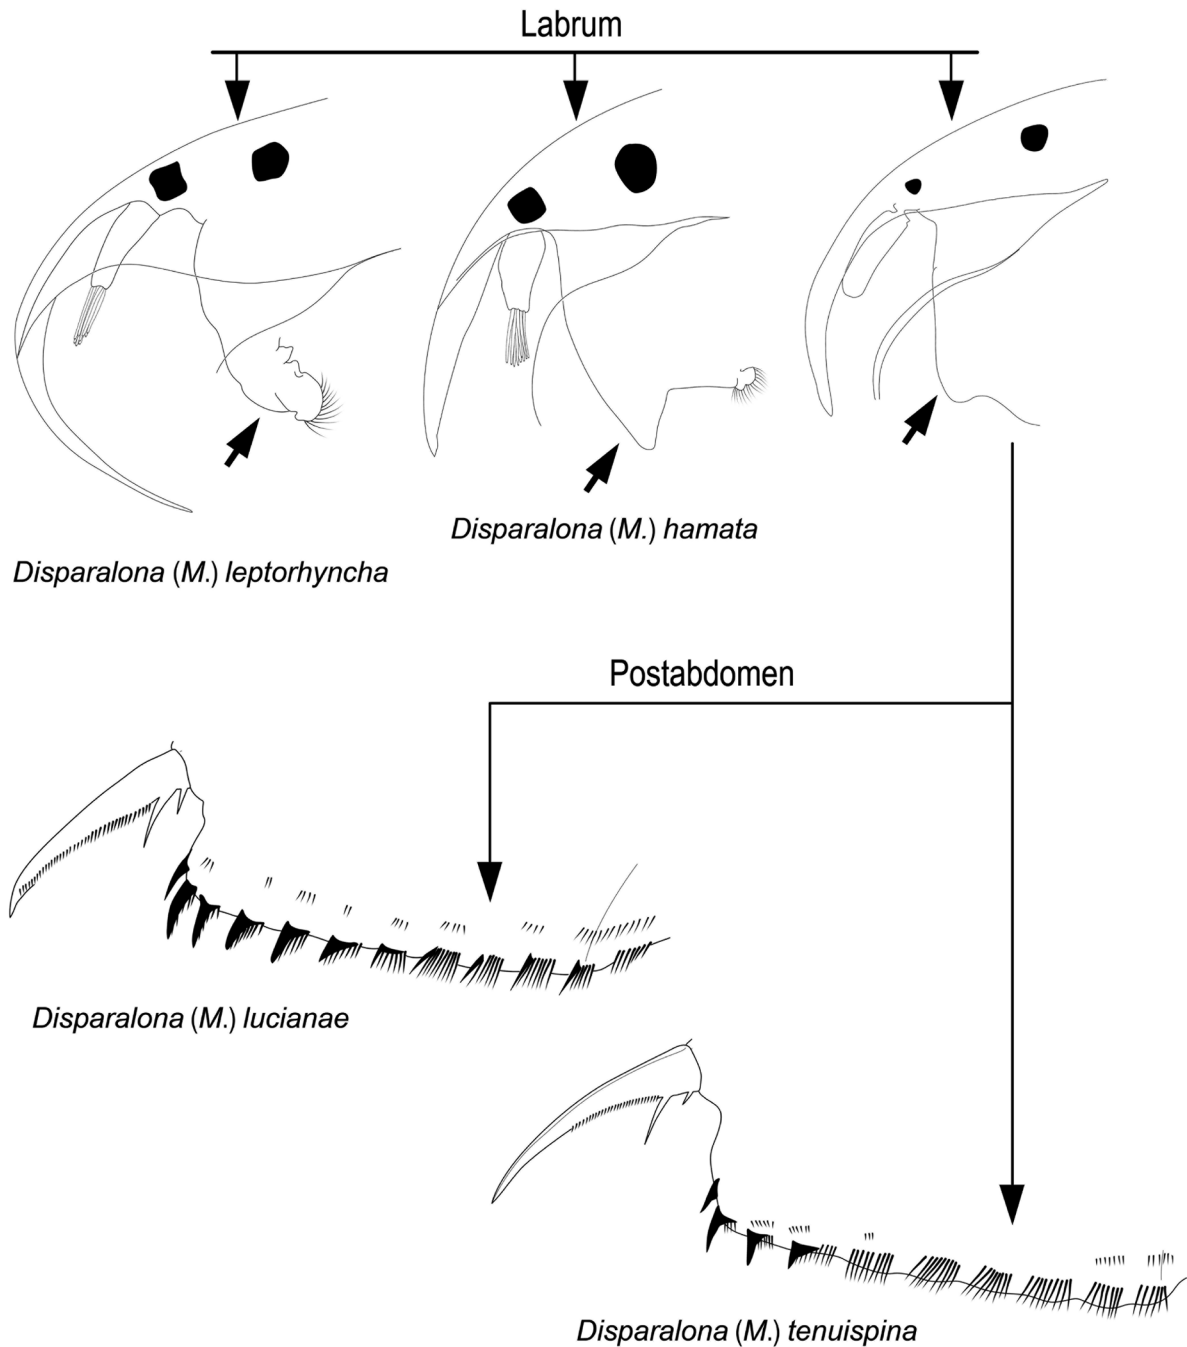 Labrum
Disparalona (M.) hamata
Disparalona (M.) leptorhyncha
Postabdomen
Disparalona (M.) lucianae
Disparalona (M.) tenuispina